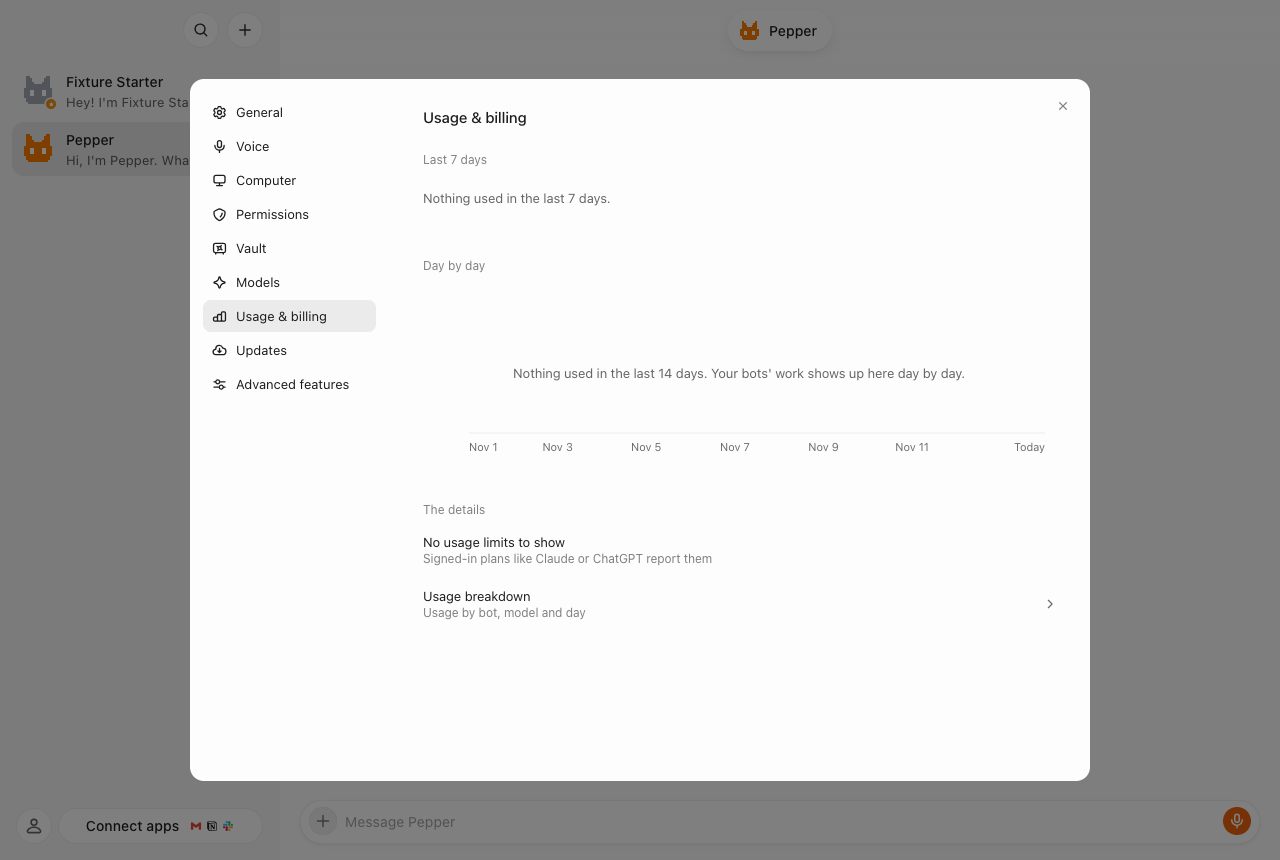 Pepper
Fixture Starter
Hey! I'm Fixture Sta
Pepper
Hi, I'm Pepper. Wha
General
Voice
Computer
Permissions
Vault
Models
Usage & billing
Updates
Advanced features
Usage & billing
Last 7 days
Nothing used in the last 7 days.
Day by day
Nothing used in the last 14 days. Your bots' work shows up here day by day.
Nov 1 Nov 3 Nov 5 Nov 7 Nov 9 Nov 11 Today
The details
No usage limits to show
Signed-in plans like Claude or ChatGPT report them
Usage breakdown
Usage by bot, model and day
Connect apps
Message Pepper